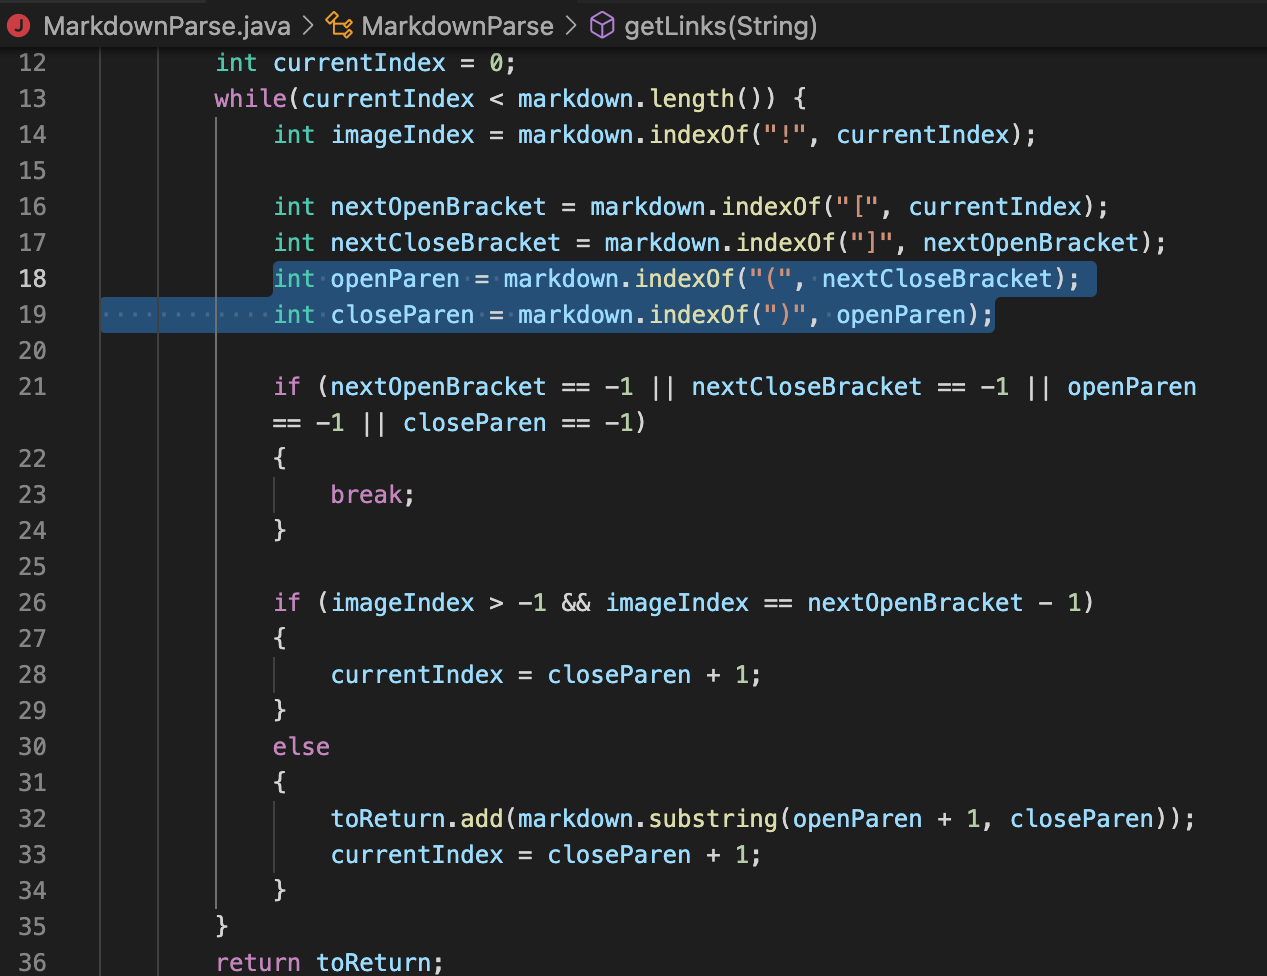 J MarkdownParse.java > MarkdownParse > getLinks(String)
12 int currentIndex = 0;
13 while(currentIndex < markdown.length()) {
14 int imageIndex = markdown.indexOf("!", currentIndex);
15
16 int nextOpenBracket = markdown.indexOf("[", currentIndex);
17 int nextCloseBracket = markdown.indexOf("]", nextOpenBracket);
18 int openParen = markdown.indexOf("(", nextCloseBracket);
19 int closeParen = markdown.indexOf(")", openParen);
20
21 if (nextOpenBracket == -1 || nextCloseBracket == -1 || openParen
== -1 || closeParen == -1)
22 {
23 break;
24 }
25
26 if (imageIndex > -1 && imageIndex == nextOpenBracket - 1)
27 {
28 currentIndex = closeParen + 1;
29 }
30 else
31 {
32 toReturn.add(markdown.substring(openParen + 1, closeParen));
33 currentIndex = closeParen + 1;
34 }
35 }
36 return toReturn;